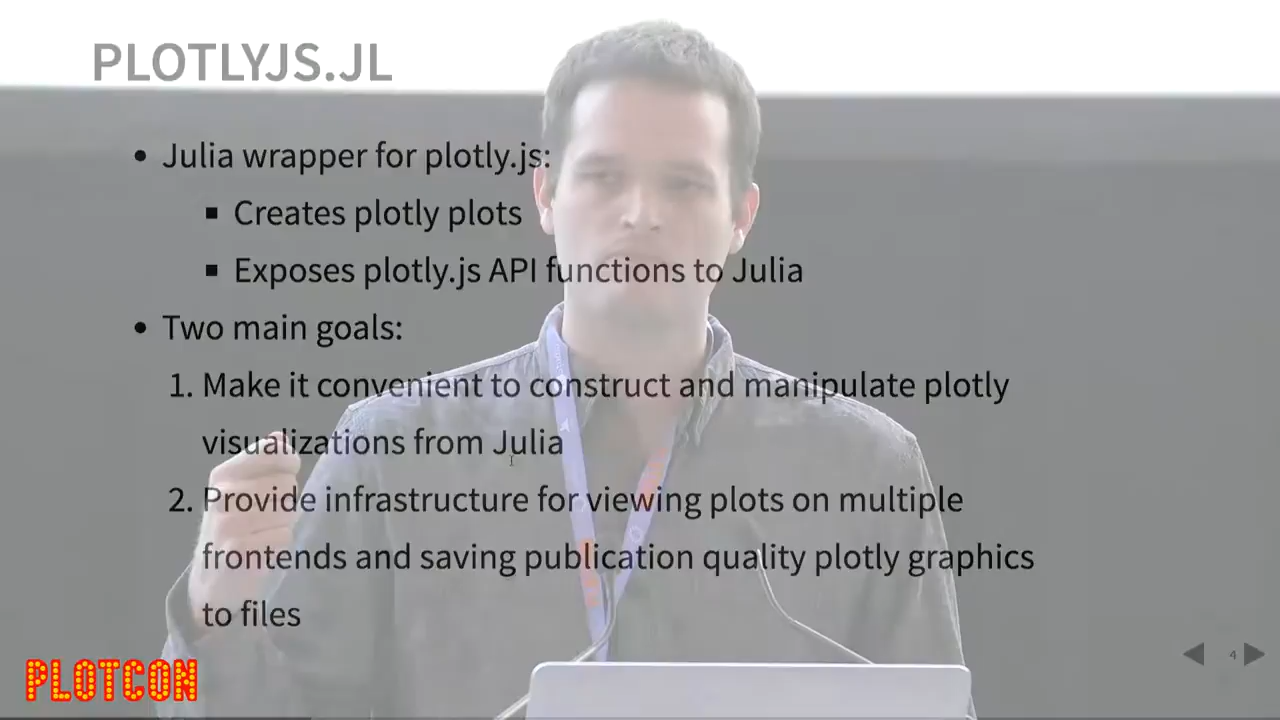 PLOTLYJS.JL
• Julia wrapper for plotly.js:
▪ Creates plotly plots
▪ Exposes plotly.js API functions to Julia
• Two main goals:
1. Make it convenient to construct and manipulate plotly
visualizations from Julia
2. Provide infrastructure for viewing plots on multiple
frontends and saving publication quality plotly graphics
to files
4
PLOTCON